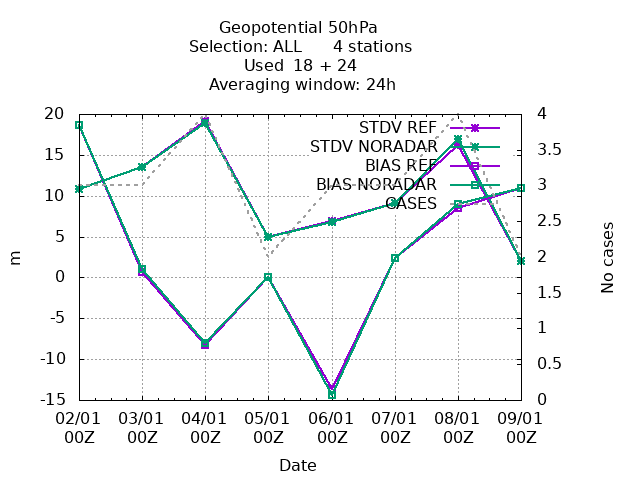 Geopotential 50hPa
Selection: ALL 4 stations
Used 18 + 24
Averaging window: 24h
STDV REF
STDV NORADAR
BIAS REF
BIAS NORADAR
CASES
20
15
10
5
0
-5
-10
-15
m
4
3.5
3
2.5
2
1.5
1
0.5
0
No cases
02/01 03/01 04/01 05/01 06/01 07/01 08/01 09/01
00Z 00Z 00Z 00Z 00Z 00Z 00Z 00Z
Date